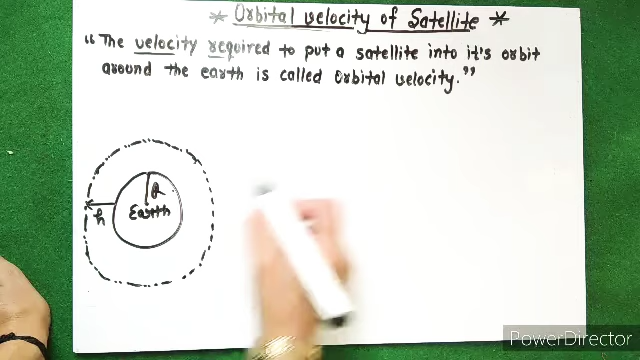 * Orbital velocity of Satellite *
"The velocity required to put a satellite into it's orbit
around the earth is called Orbital velocity."
R
Earth
h
PowerDirector